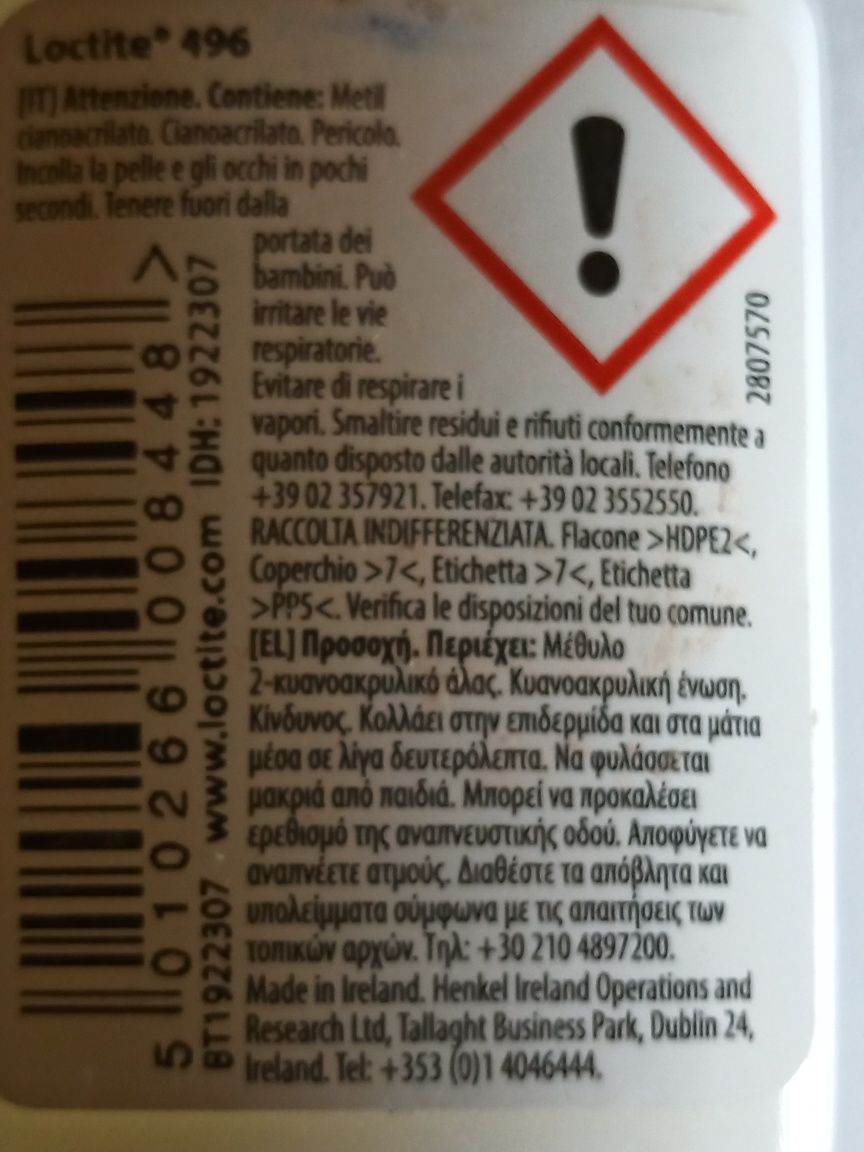 Loctite® 496
[IT] Attenzione. Contiene: Metil
cianoacrilato. Cianoacrilato. Pericolo.
Incolla la pelle e gli occhi in pochi
secondi. Tenere fuori dalla
portata dei
bambini. Può
irritare le vie
respiratorie.
Evitare di respirare i
vapori. Smaltire residui e rifiuti conformemente a
quanto disposto dalle autorità locali. Telefono
+39 02 357921. Telefax: +39 02 3552550.
RACCOLTA INDIFFERENZIATA. Flacone >HDPE2<,
Coperchio >7<, Etichetta >7<, Etichetta
>PP5<. Verifica le disposizioni del tuo comune.
[EL] Προσοχή. Περιέχει: Μέθυλο
2-κυανοακρυλικό άλας. Κυανοακρυλική ένωση.
Κίνδυνος. Κολλάει στην επιδερμίδα και στα μάτια
μέσα σε λίγα δευτερόλεπτα. Να φυλάσσεται
μακριά από παιδιά. Μπορεί να προκαλέσει
ερεθισμό της αναπνευστικής οδού. Αποφύγετε να
αναπνέετε ατμούς. Διαθέστε τα απόβλητα και
υπολείμματα σύμφωνα με τις απαιτήσεις των
τοπικών αρχών. Τηλ: +30 210 4897200.
Made in Ireland. Henkel Ireland Operations and
Research Ltd, Tallaght Business Park, Dublin 24,
Ireland. Tel: +353 (0)1 4046444.
5 010266 008448 >
BT1922307 www.loctite.com IDH: 1922307
2807570